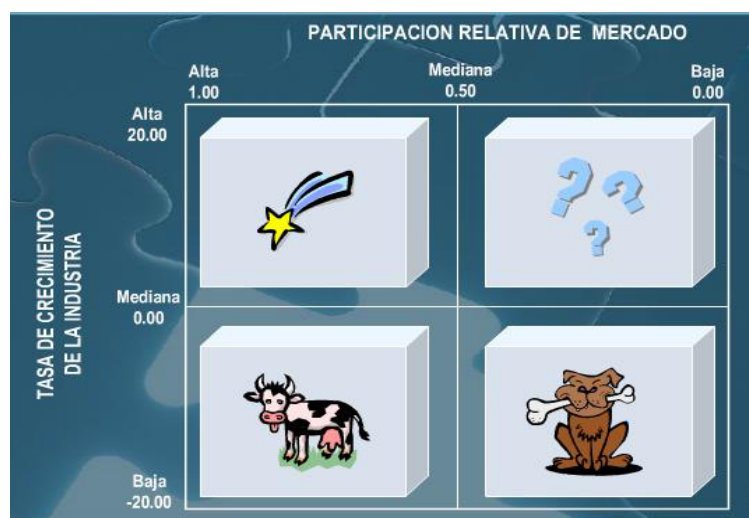 PARTICIPACION RELATIVA DE MERCADO
Alta
1.00
Mediana
0.50
Baja
0.00
Alta
20.00
TASA DE CRECIMIENTO
DE LA INDUSTRIA
Mediana
0.00
Baja
-20.00
? ? ?